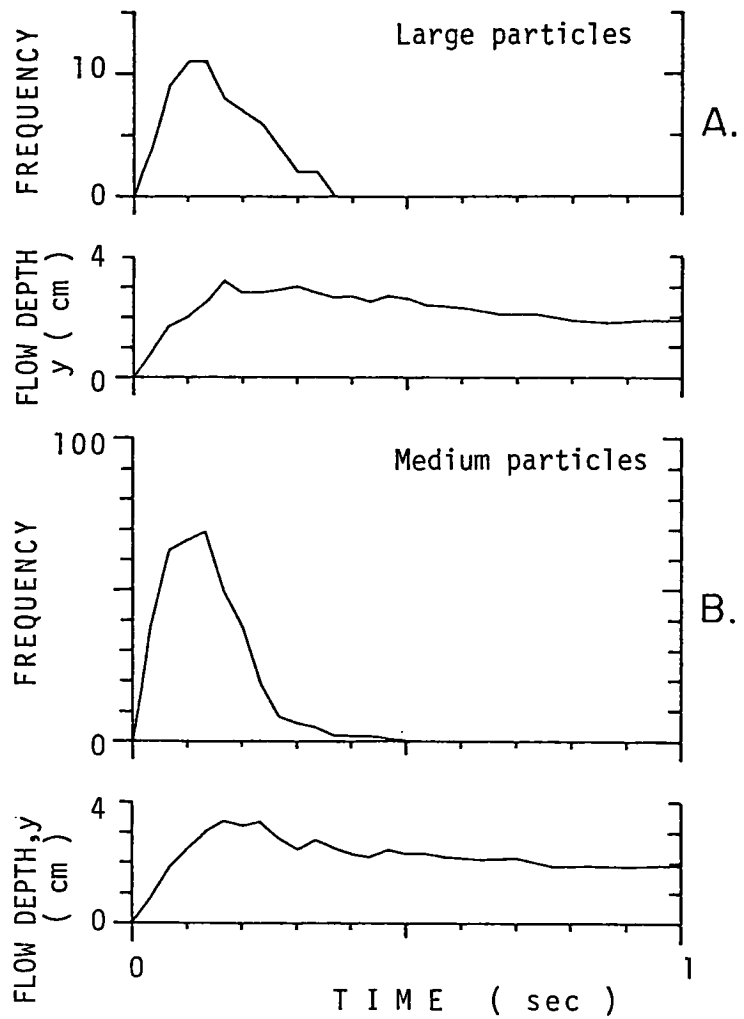 Large particles
FREQUENCY
10
0
A.
FLOW DEPTH
y ( cm )
4
0
Medium particles
FREQUENCY
100
0
B.
FLOW DEPTH,y
( cm )
4
0
0
1
TIME ( sec )